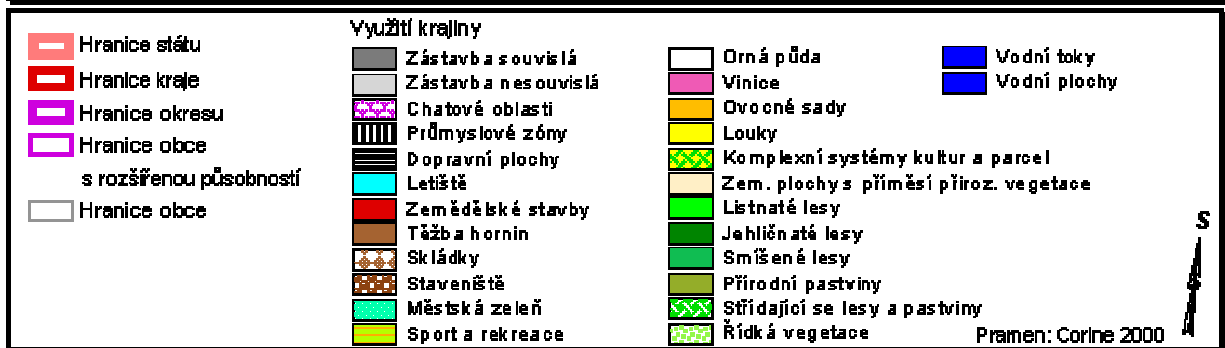 Hranice státu
Hranice kraje
Hranice okresu
Hranice obce
s rozšířenou působností
Hranice obce
Využití krajiny
Zástavba souvislá
Zástavba nesouvislá
Chatové oblasti
Průmyslové zóny
Dopravní plochy
Letiště
Zemědělské stavby
Těžba hornin
Skládky
Staveniště
Městská zeleň
Sport a rekreace
Orná půda
Vinice
Ovocné sady
Louky
Komplexní systémy kultur a parcel
Zem. plochy s příměsí přiroz. vegetace
Listnaté lesy
Jehličnaté lesy
Smíšené lesy
Přírodní pastviny
Střídající se lesy a pastviny
Řídká vegetace
Vodní toky
Vodní plochy
S
Pramen: Corine 2000